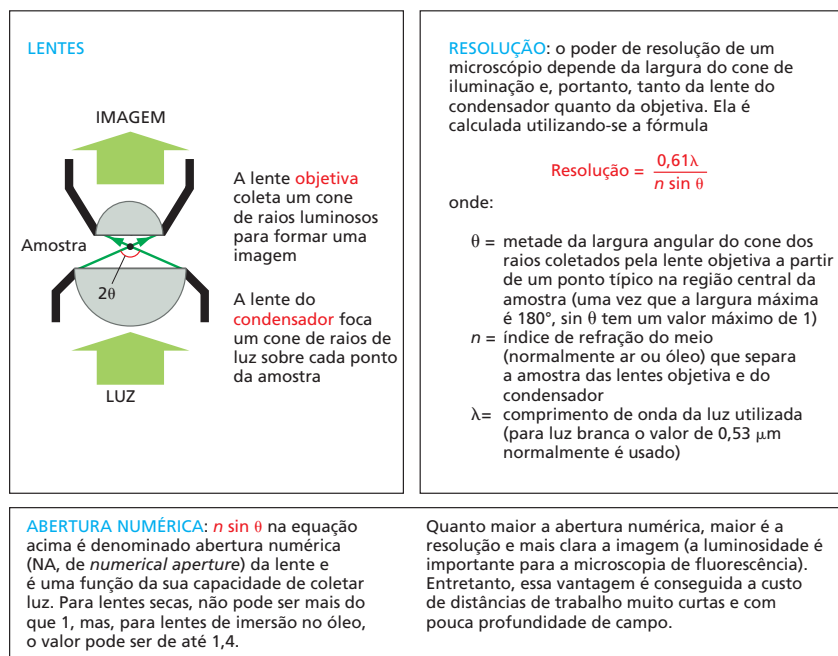 LENTES
IMAGEM
Amostra
2θ
LUZ
A lente objetiva
coleta um cone
de raios luminosos
para formar uma
imagem
A lente do
condensador foca
um cone de raios de
luz sobre cada ponto
da amostra
RESOLUÇÃO: o poder de resolução de um
microscópio depende da largura do cone de
iluminação e, portanto, tanto da lente do
condensador quanto da objetiva. Ela é
calculada utilizando-se a fórmula
Resolução = 0,61λ / n sin θ
onde:
θ = metade da largura angular do cone dos
raios coletados pela lente objetiva a partir
de um ponto típico na região central da
amostra (uma vez que a largura máxima
é 180°, sin θ tem um valor máximo de 1)
n = índice de refração do meio
(normalmente ar ou óleo) que separa
a amostra das lentes objetiva e do
condensador
λ= comprimento de onda da luz utilizada
(para luz branca o valor de 0,53 μm
normalmente é usado)
ABERTURA NUMÉRICA: n sin θ na equação
acima é denominado abertura numérica
(NA, de numerical aperture) da lente e
é uma função da sua capacidade de coletar
luz. Para lentes secas, não pode ser mais do
que 1, mas, para lentes de imersão no óleo,
o valor pode ser de até 1,4.
Quanto maior a abertura numérica, maior é a
resolução e mais clara a imagem (a luminosidade é
importante para a microscopia de fluorescência).
Entretanto, essa vantagem é conseguida a custo
de distâncias de trabalho muito curtas e com
pouca profundidade de campo.